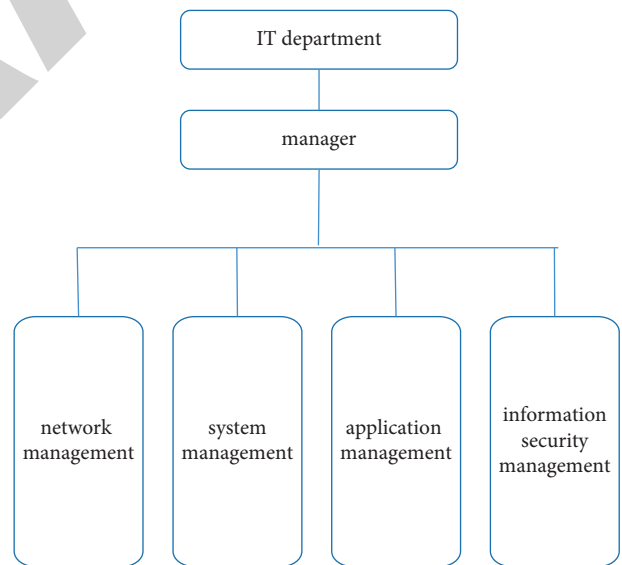 IT department
manager
network
management
system
management
application
management
information
security
management